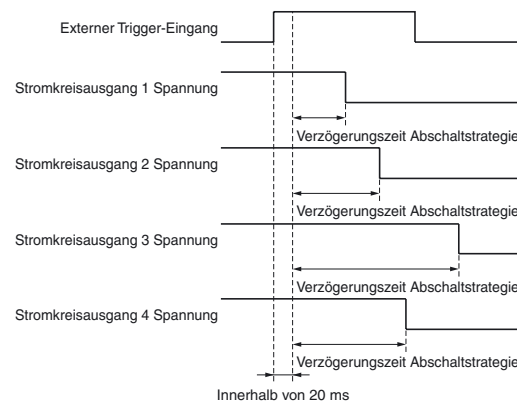 Externer Trigger-Eingang
Stromkreisausgang 1 Spannung
Verzögerungszeit Abschaltstrategie
Stromkreisausgang 2 Spannung
Verzögerungszeit Abschaltstrategie
Stromkreisausgang 3 Spannung
Verzögerungszeit Abschaltstrategie
Stromkreisausgang 4 Spannung
Verzögerungszeit Abschaltstrategie
Innerhalb von 20 ms